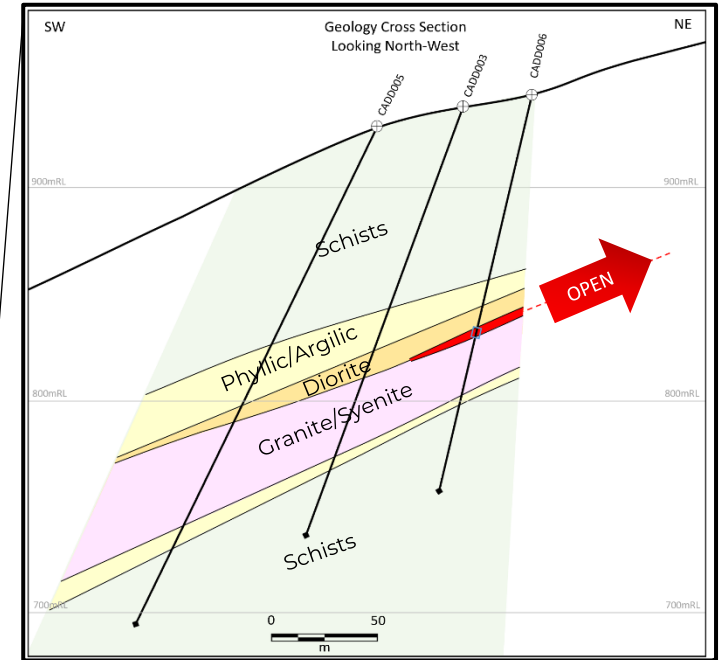 SW
Geology Cross Section
Looking North-West
NE
CADD005
CADD003
CADD006
900mRL
900mRL
Schists
OPEN
Phyllic/Argilic
Diorite
800mRL
800mRL
Granite/Syenite
Schists
700mRL
700mRL
0
50
m